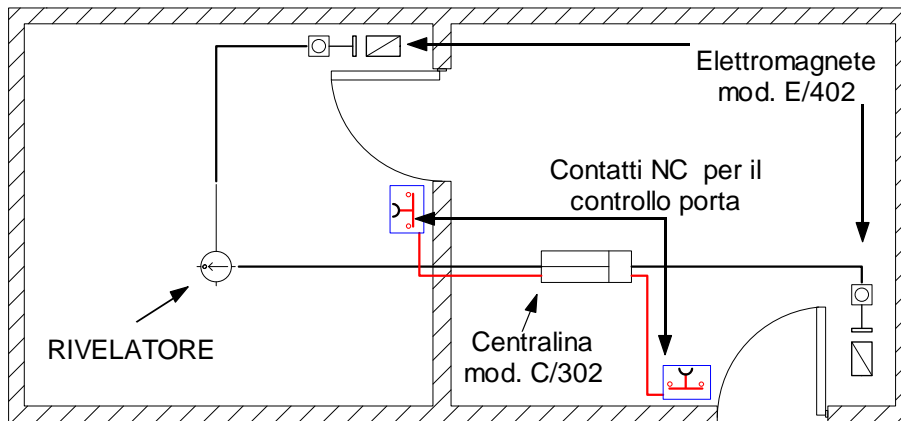 Elettromagnete
mod. E/402
Contatti NC per il
controllo porta
RIVELATORE
Centralina
mod. C/302